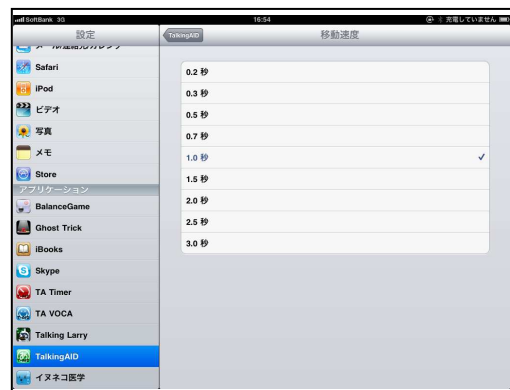 SoftBank 3G
16:54
充電していません
設定
TalkingAID
移動速度
Safari
iPod
ビデオ
写真
メモ
Store
アプリケーション
BalanceGame
Ghost Trick
iBooks
Skype
TA Timer
TA VOCA
Talking Larry
TalkingAID
イヌネコ医学
0.2 秒
0.3 秒
0.5 秒
0.7 秒
1.0 秒
1.5 秒
2.0 秒
2.5 秒
3.0 秒